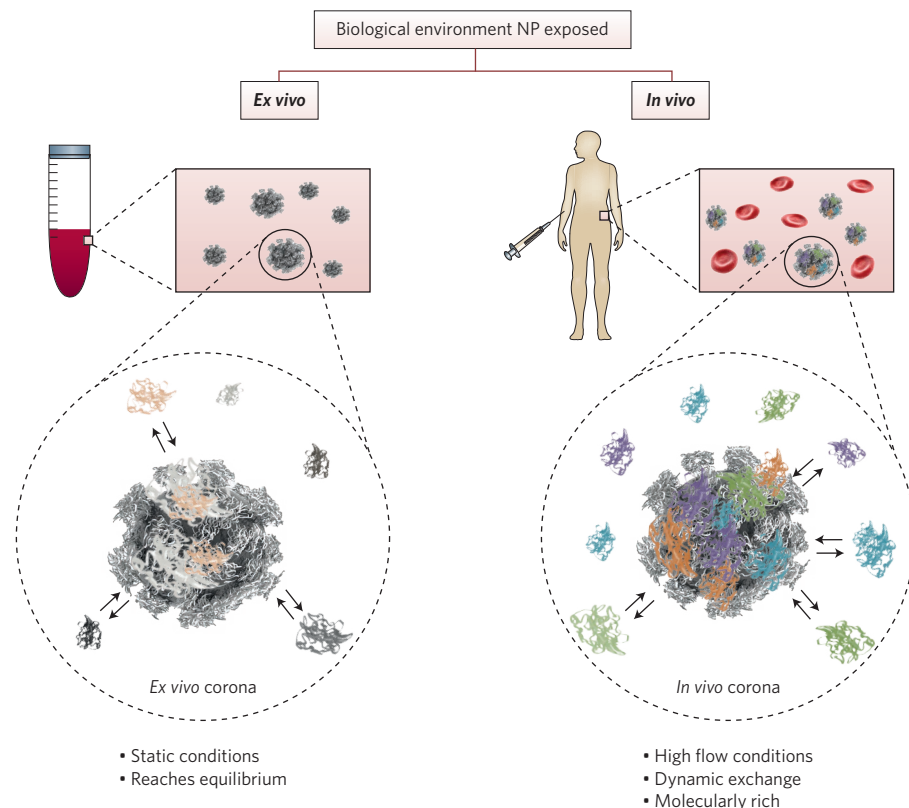 Biological environment NP exposed
Ex vivo
In vivo
Ex vivo corona
In vivo corona
• Static conditions
• Reaches equilibrium
• High flow conditions
• Dynamic exchange
• Molecularly rich